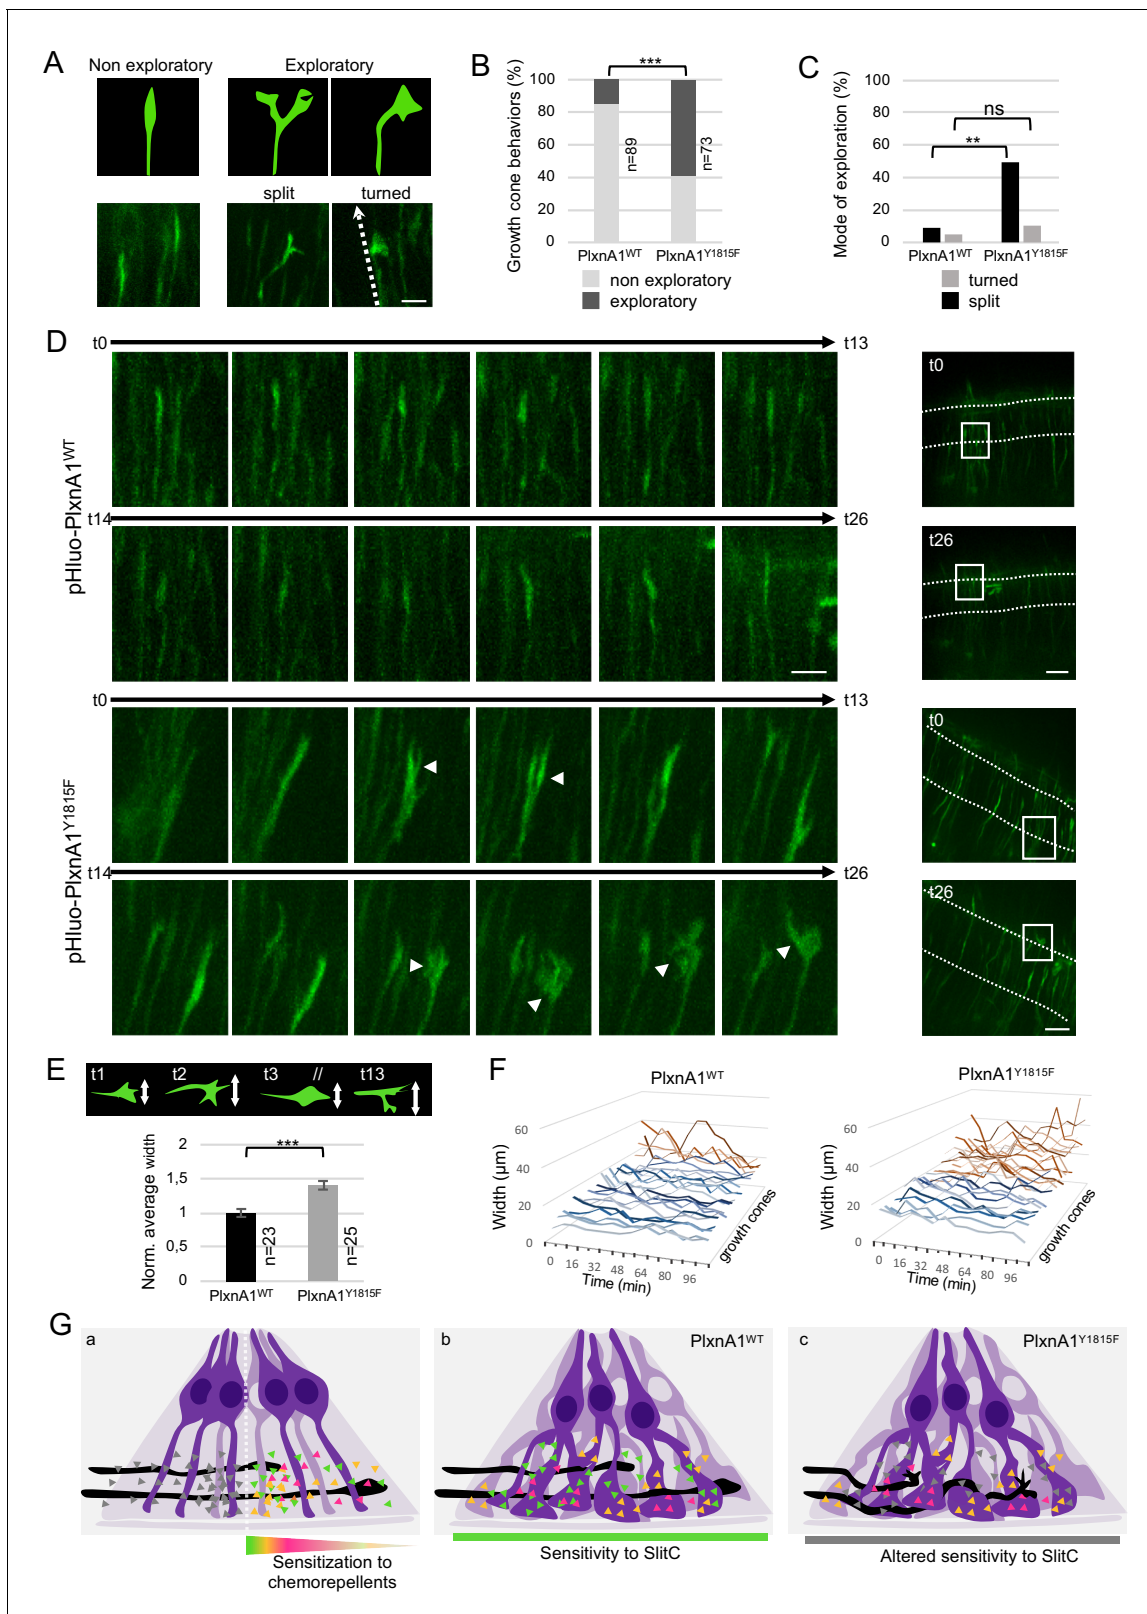 A
Non exploratory
Exploratory
split
turned
B
***
Growth cone behaviors (%)
100
80
60
40
20
0
n=89
n=73
PlxnA1WT
PlxnA1Y1815F
non exploratory
exploratory
C
Mode of exploration (%)
100
80
60
40
20
0
ns
**
PlxnA1WT
PlxnA1Y1815F
turned
split
D
pHluo-PlxnA1WT
t0
t13
t0
t14
t26
t26
pHluo-PlxnA1Y1815F
t0
t13
t0
t14
t26
t26
E
t1
t2
t3
//
t13
Norm. average width
2
1,5
1
0,5
0
***
n=23
n=25
PlxnA1WT
PlxnA1Y1815F
F
PlxnA1WT
Width (µm)
60
40
20
0
0 16 32 48 64 80 96
Time (min)
growth cones
PlxnA1Y1815F
Width (µm)
60
40
20
0
0 16 32 48 64 80 96
Time (min)
growth cones
G
a
Sensitization to
chemorepellents
b
PlxnA1WT
Sensitivity to SlitC
c
PlxnA1Y1815F
Altered sensitivity to SlitC